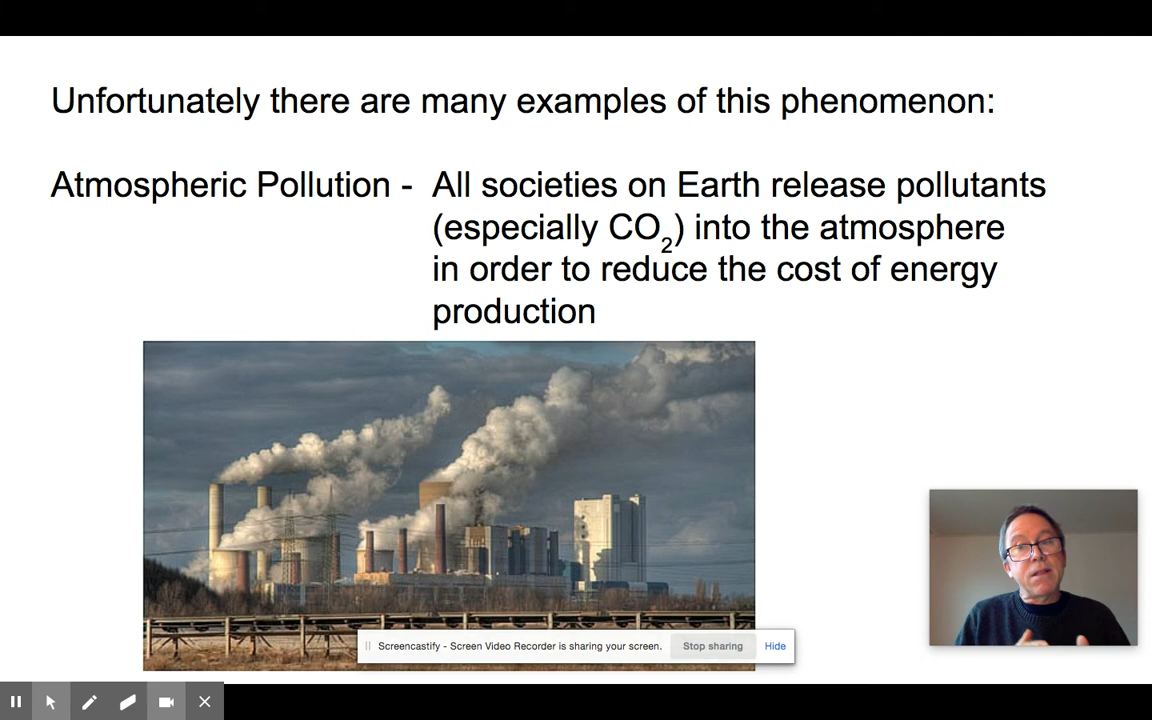 Unfortunately there are many examples of this phenomenon:
Atmospheric Pollution - All societies on Earth release pollutants
(especially CO₂) into the atmosphere
in order to reduce the cost of energy
production
Screencastify - Screen Video Recorder is sharing your screen. Stop sharing Hide